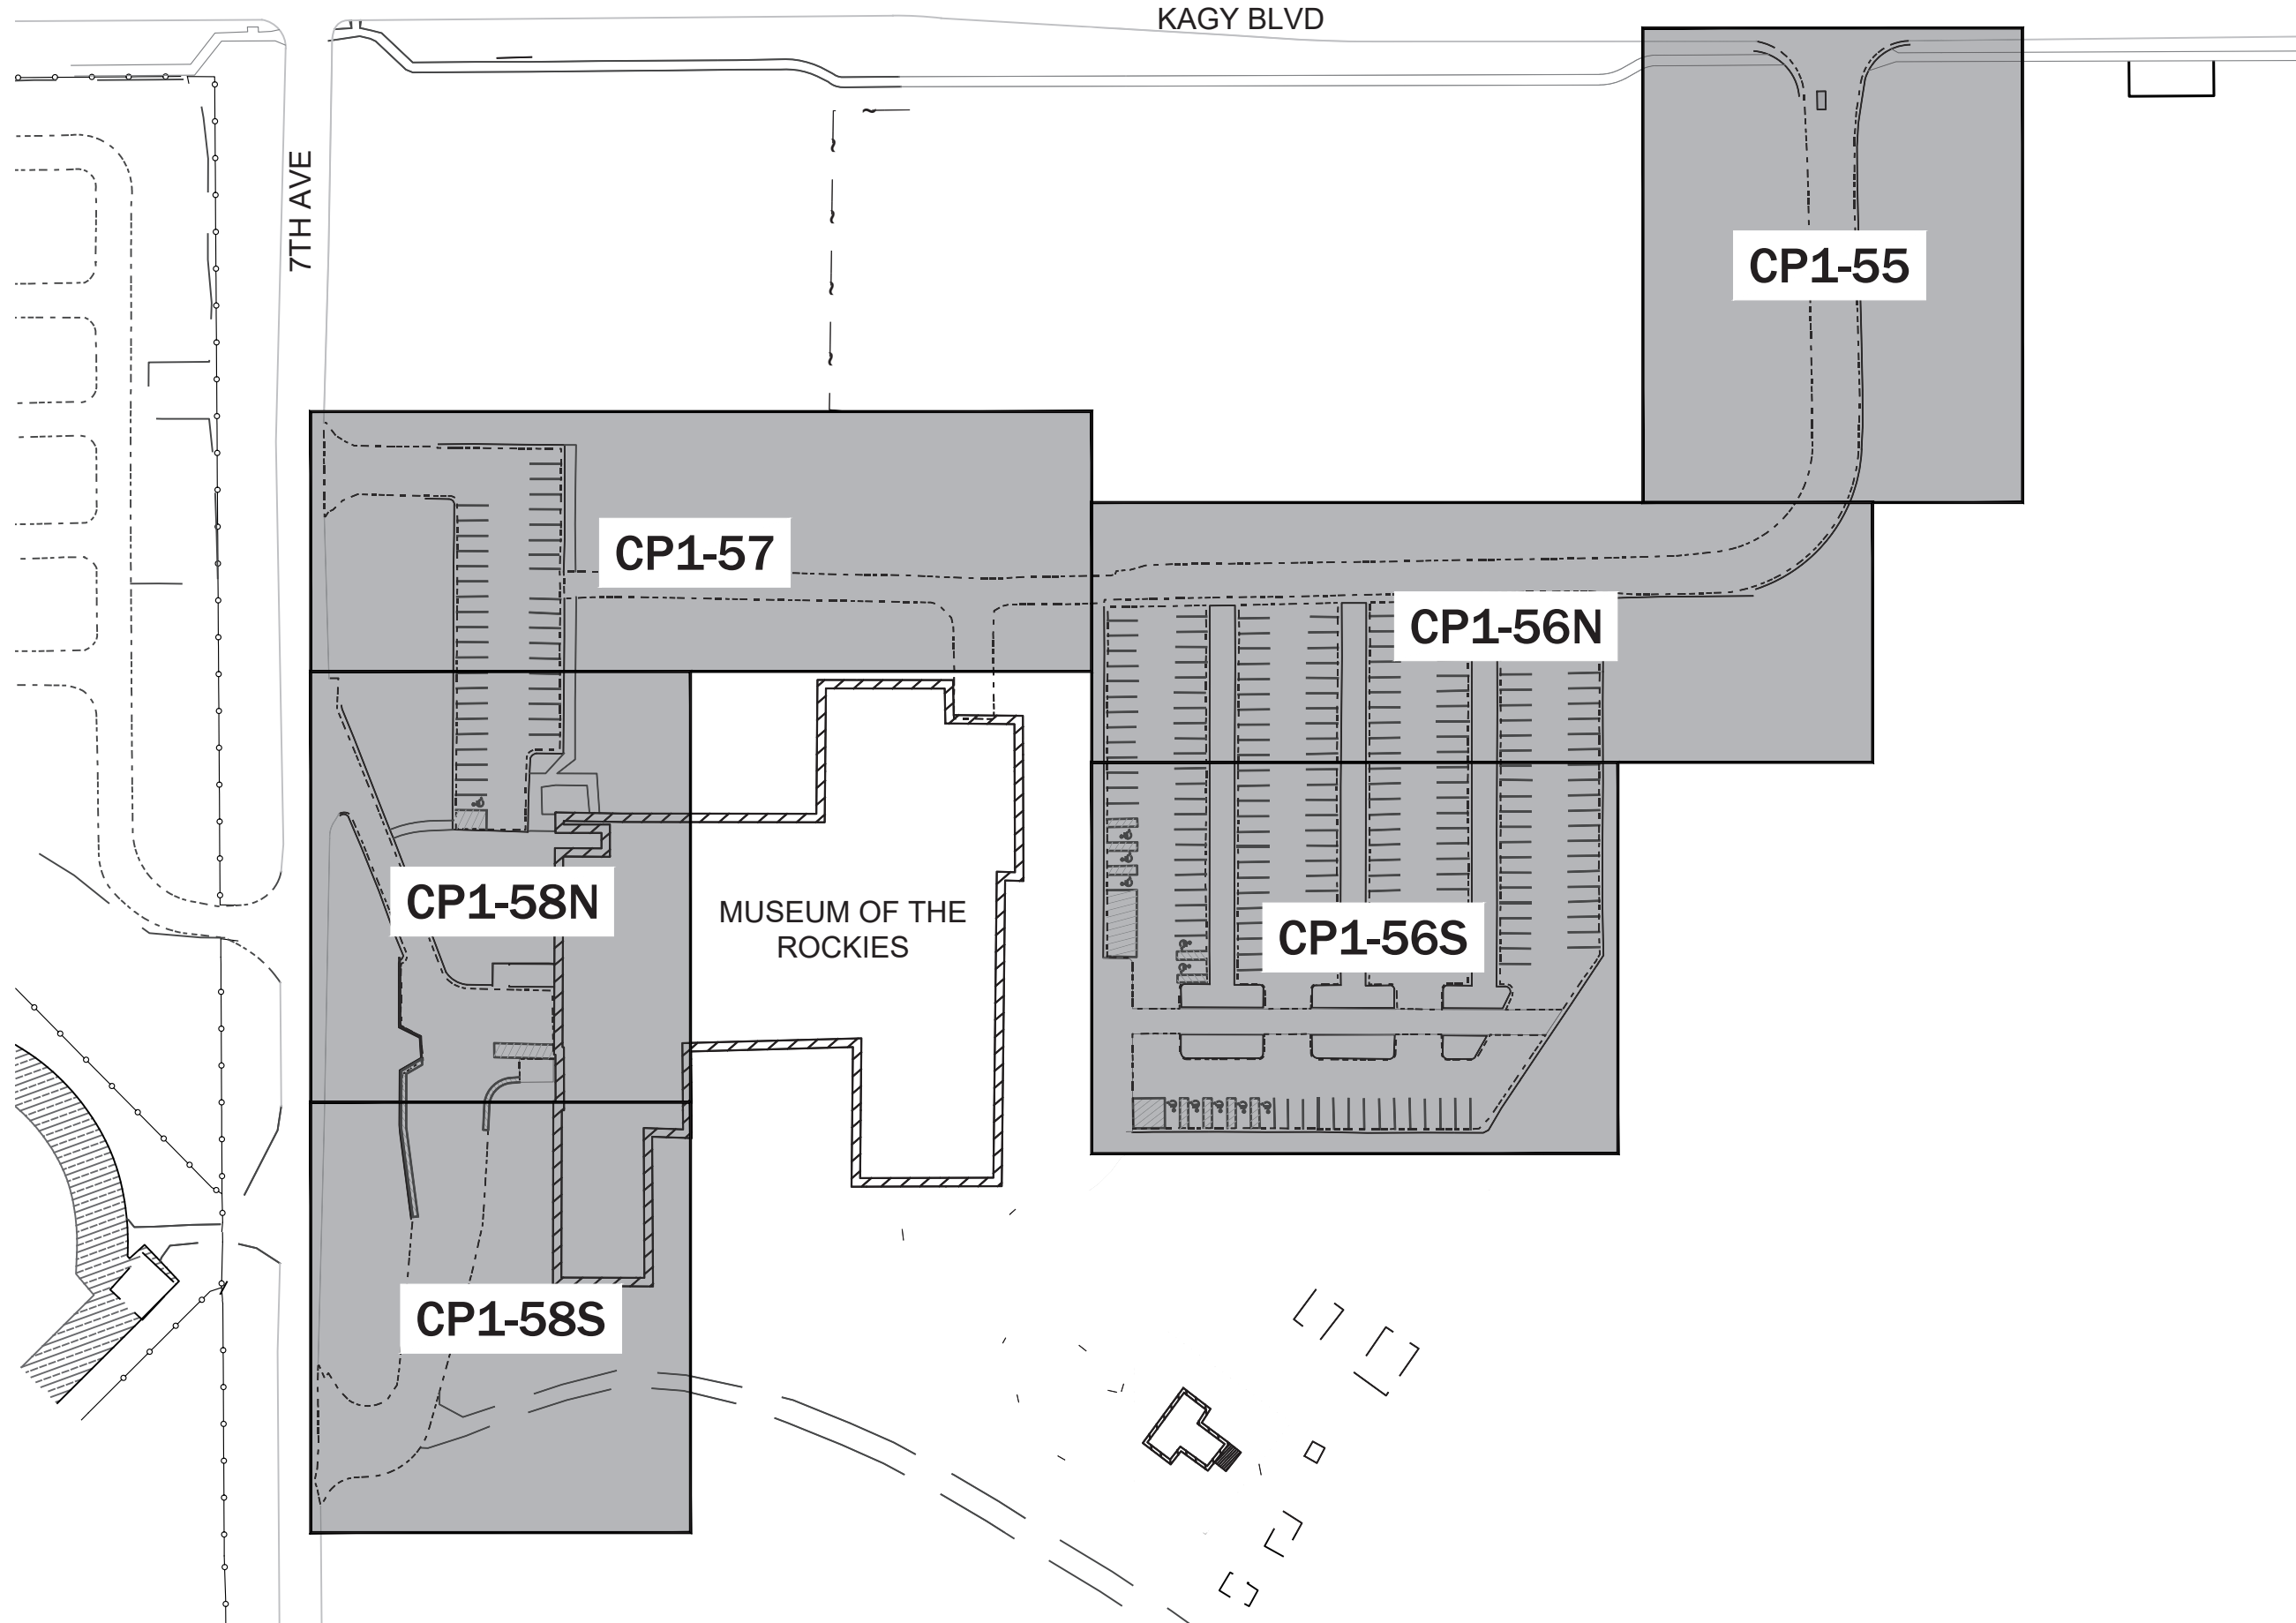 KAGY BLVD
7TH AVE
CP1-55
CP1-57
CP1-56N
CP1-58N
MUSEUM OF THE
ROCKIES
CP1-56S
CP1-58S